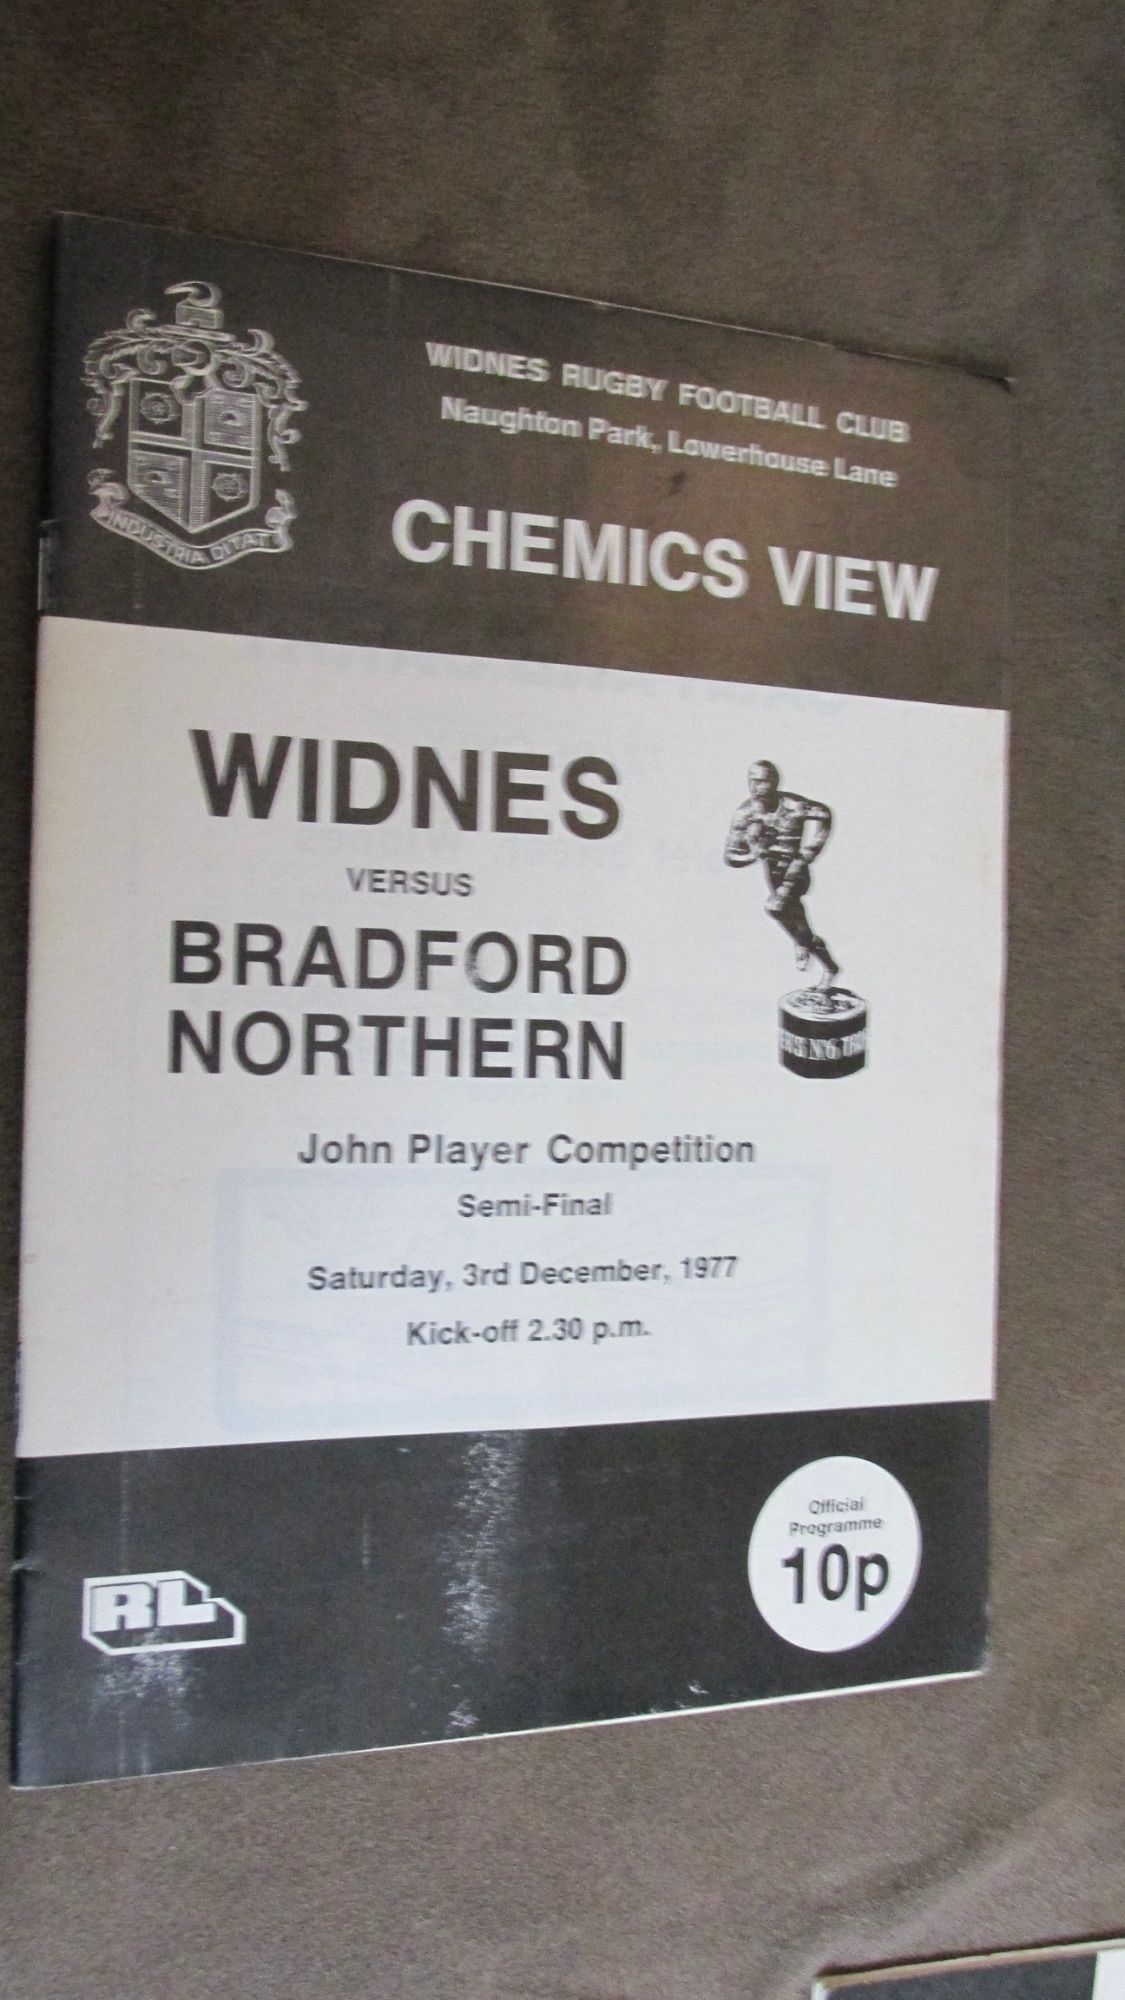 WIDNES RUGBY FOOTBALL CLUB
Naughton Park, Lowerhouse Lane
CHEMICS VIEW
INDUSTRIA DITAT
WIDNES
VERSUS
BRADFORD
NORTHERN
N°6
John Player Competition
Semi-Final
Saturday, 3rd December, 1977
Kick-off 2.30 p.m.
RL
Official
Programme
10p